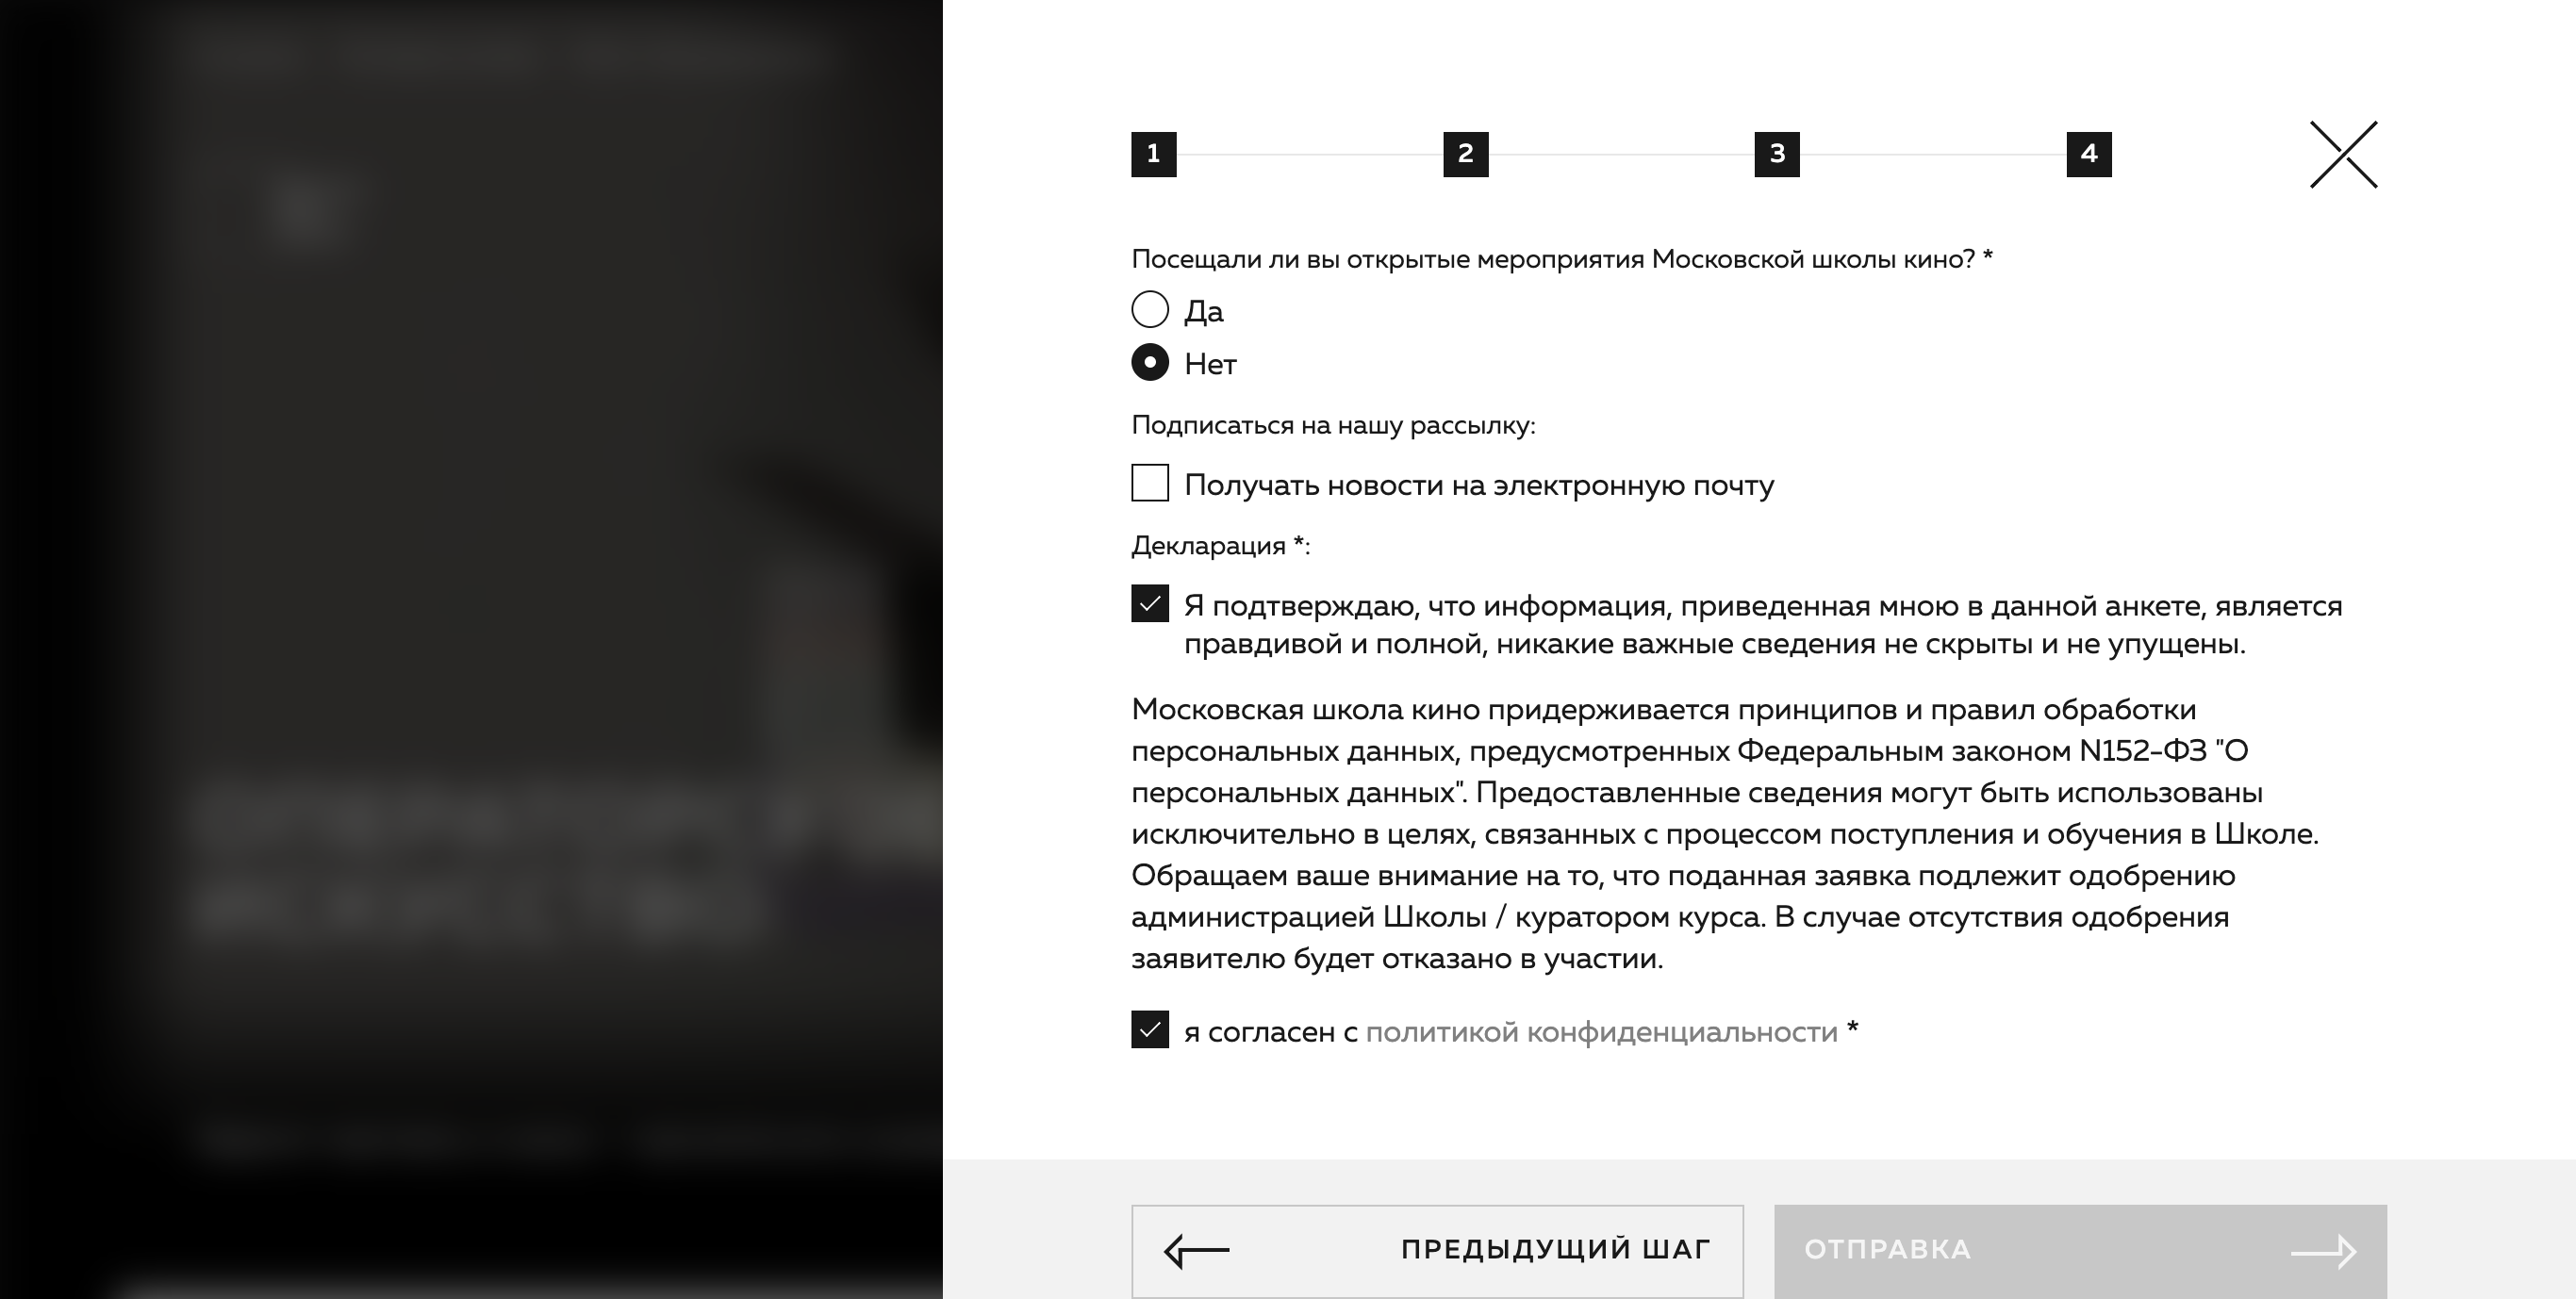 1 2 3 4
Посещали ли вы открытые мероприятия Московской школы кино? *
Да
Нет
Подписаться на нашу рассылку:
Получать новости на электронную почту
Декларация *:
Я подтверждаю, что информация, приведенная мною в данной анкете, является
правдивой и полной, никакие важные сведения не скрыты и не упущены.
Московская школа кино придерживается принципов и правил обработки
персональных данных, предусмотренных Федеральным законом N152-ФЗ "О
персональных данных". Предоставленные сведения могут быть использованы
исключительно в целях, связанных с процессом поступления и обучения в Школе.
Обращаем ваше внимание на то, что поданная заявка подлежит одобрению
администрацией Школы / куратором курса. В случае отсутствия одобрения
заявителю будет отказано в участии.
я согласен с политикой конфиденциальности *
ПРЕДЫДУЩИЙ ШАГ
ОТПРАВКА